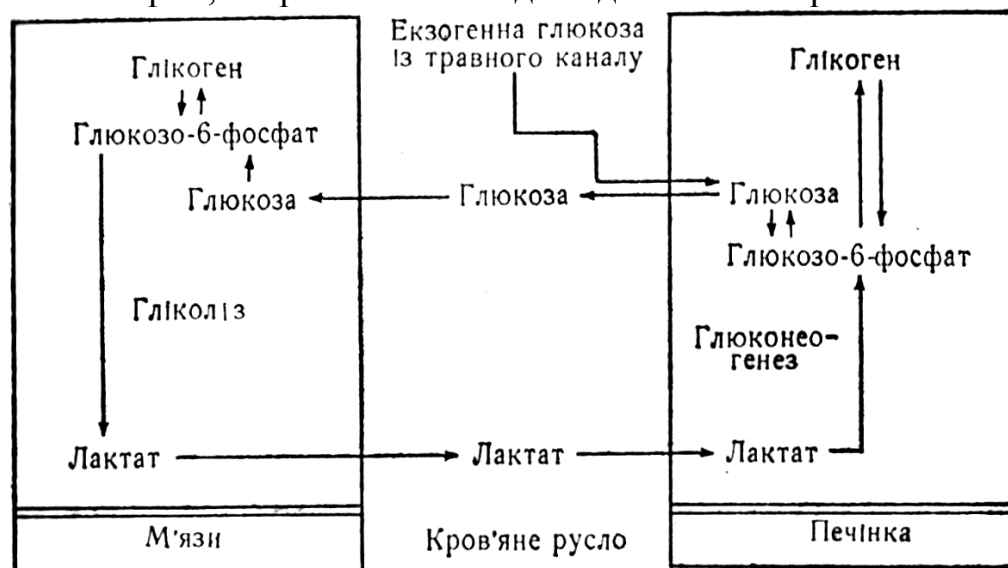 Екзогенна глюкоза
із травного каналу
Глікоген
Глюкозо-6-фосфат
Глюкоза
Гліколіз
Лактат
М'язи
Глюкоза
Лактат
Кров'яне русло
Глікоген
Глюкоза
Глюкозо-6-фосфат
Глюконео-
генез
Лактат
Печінка